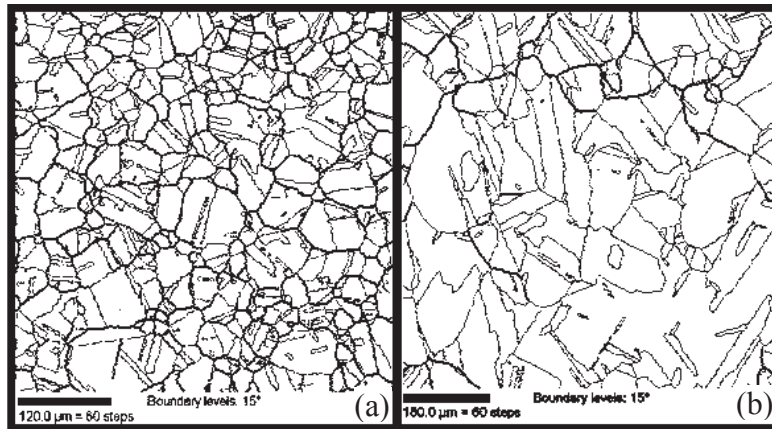 Boundary levels: 15°
120.0 µm = 60 steps
(a)
Boundary levels: 15°
180.0 µm = 60 steps
(b)